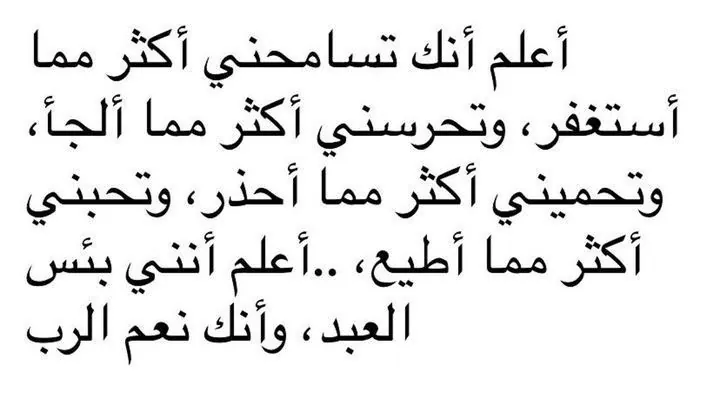 أعلم أنك تسامحني أكثر مما
أستغفر، وتحرسني أكثر مما ألجأ،
وتحميني أكثر مما أحذر، وتحبني
أكثر مما أطيع، ..أعلم أنني بئس
العبد، وأنك نعم الرب